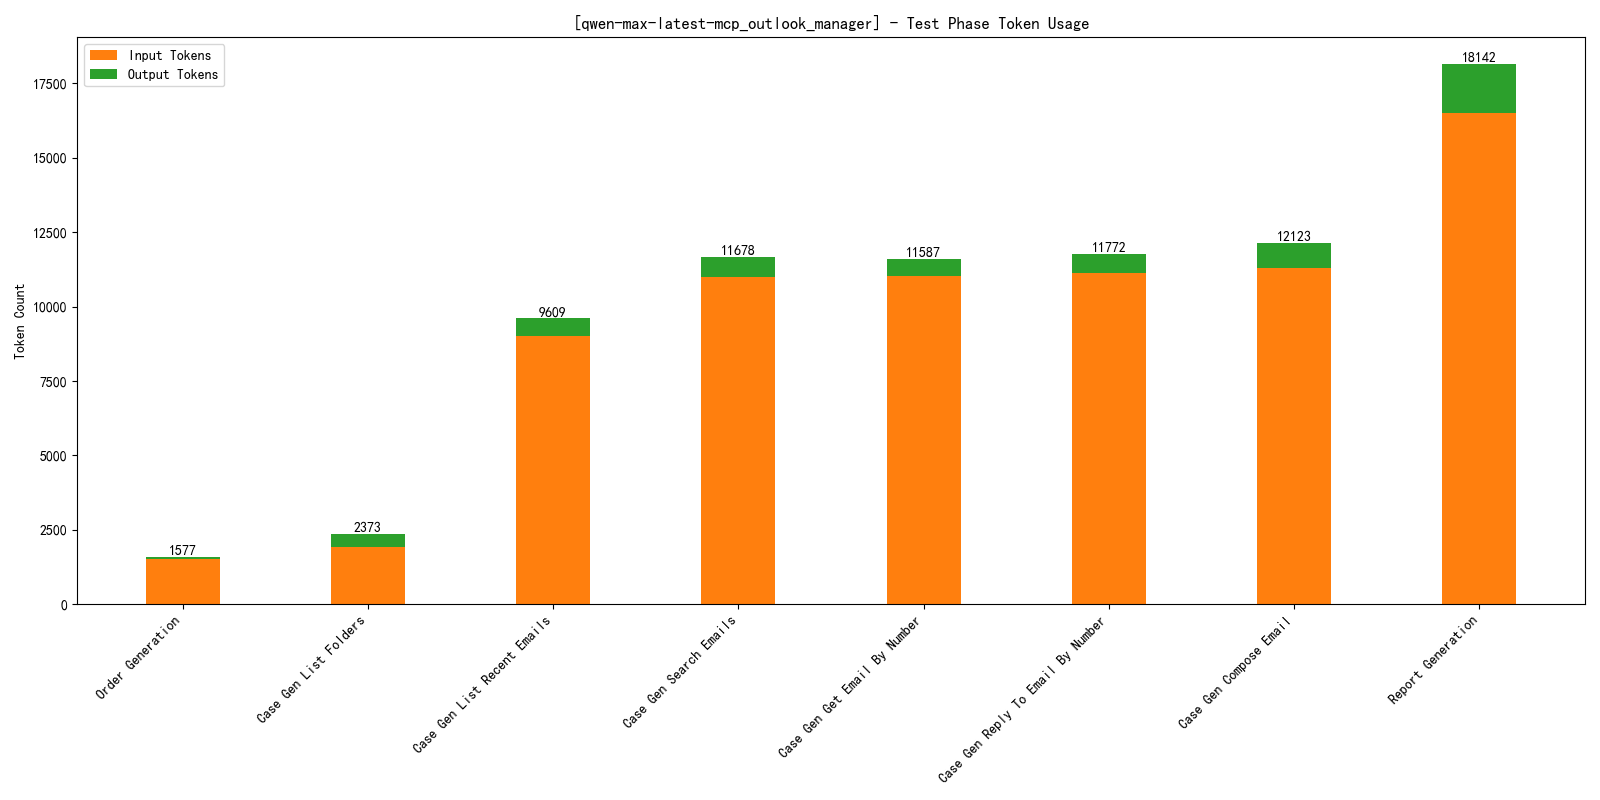 [qwen-max-latest-mcp_outlook_manager] - Test Phase Token Usage
Input Tokens
Output Tokens
Token Count
17500
15000
12500
10000
7500
5000
2500
0
1577
2373
9609
11678
11587
11772
12123
18142
Order Generation
Case Gen List Folders
Case Gen List Recent Emails
Case Gen Search Emails
Case Gen Get Email By Number
Case Gen Reply To Email By Number
Case Gen Compose Email
Report Generation